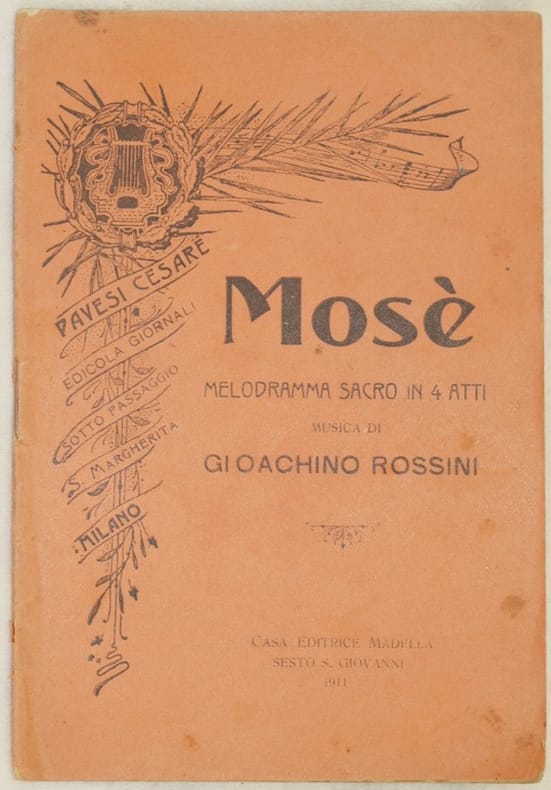 PAVESI CESARE
EDICOLA GIORNALI
SOTTO PASSAGGIO
S. MARGHERITA
MILANO
Mosè
MELODRAMMA SACRO IN 4 ATTI
MUSICA DI
GIOACHINO ROSSINI
CASA EDITRICE MADELLA
SESTO S. GIOVANNI
1911